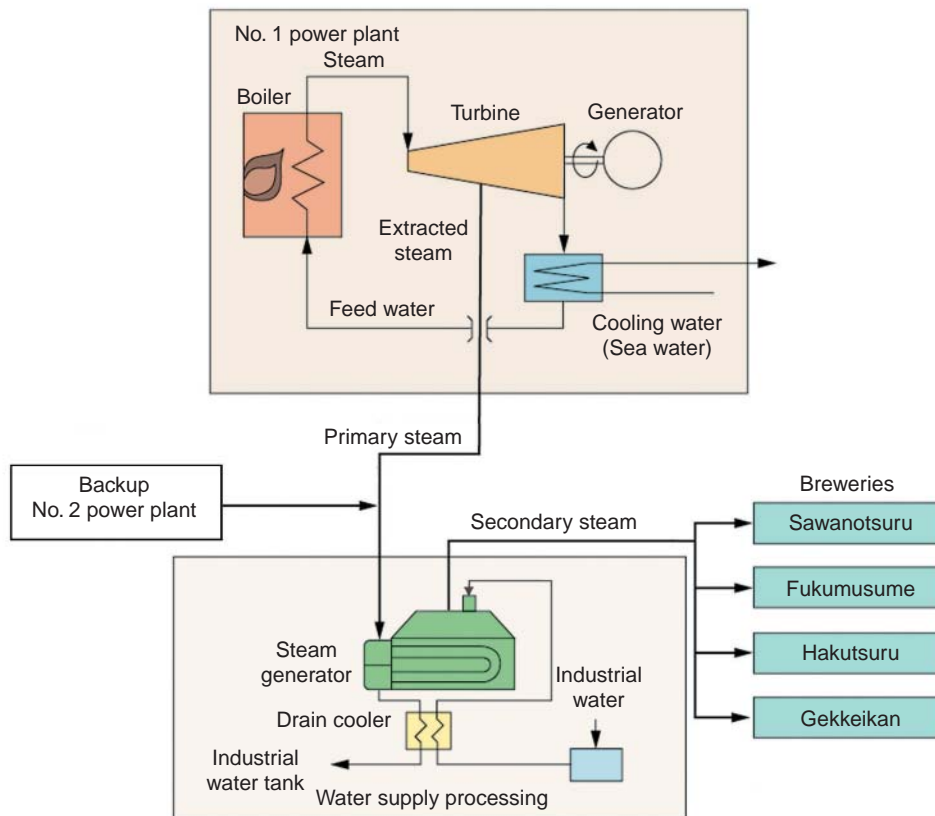 No. 1 power plant
Steam
Boiler
Turbine
Generator
Extracted
steam
Feed water
Cooling water
(Sea water)
Primary steam
Backup
No. 2 power plant
Secondary steam
Breweries
Sawanotsuru
Fukumusume
Hakutsuru
Gekkeikan
Steam
generator
Industrial
water
Drain cooler
Industrial
water tank
Water supply processing